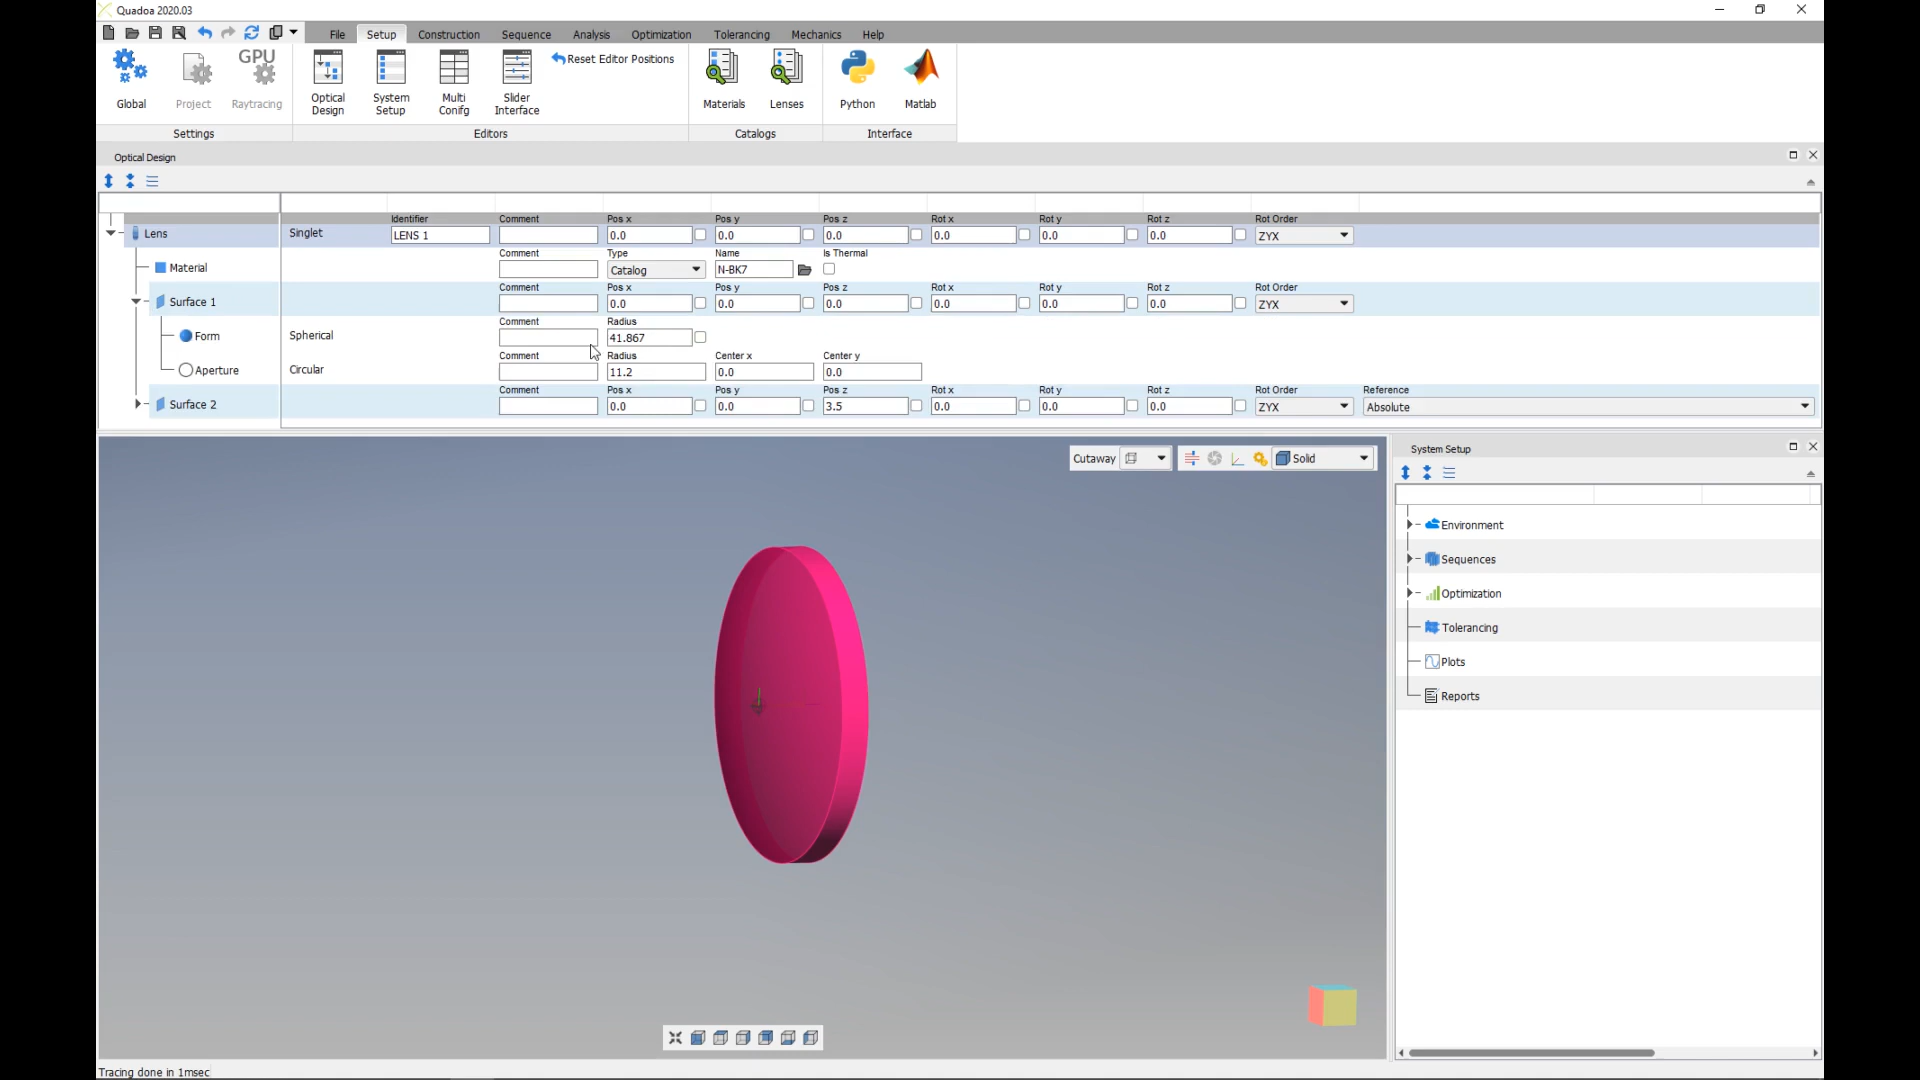 Quadoa 2020.03
File Setup Construction Sequence Analysis Optimization Tolerancing Mechanics Help
Global Project GPU Raytracing Optical Design System Setup Multi Conifg Slider Interface Reset Editor Positions Materials Lenses Python Matlab
Settings Editors Catalogs Interface
Optical Design
Identifier Comment Pos x Pos y Pos z Rot x Rot y Rot z Rot Order
Lens Singlet LENS 1 0.0 0.0 0.0 0.0 0.0 0.0 ZYX
Comment Type Name Is Thermal
Material Catalog N-BK7
Comment Pos x Pos y Pos z Rot x Rot y Rot z Rot Order
Surface 1 0.0 0.0 0.0 0.0 0.0 0.0 ZYX
Comment Radius
Form Spherical 41.867
Comment Radius Center x Center y
Aperture Circular 11.2 0.0 0.0
Comment Pos x Pos y Pos z Rot x Rot y Rot z Rot Order Reference
Surface 2 0.0 0.0 3.5 0.0 0.0 0.0 ZYX Absolute
Cutaway Solid
System Setup
Environment
Sequences
Optimization
Tolerancing
Plots
Reports
Tracing done in 1msec